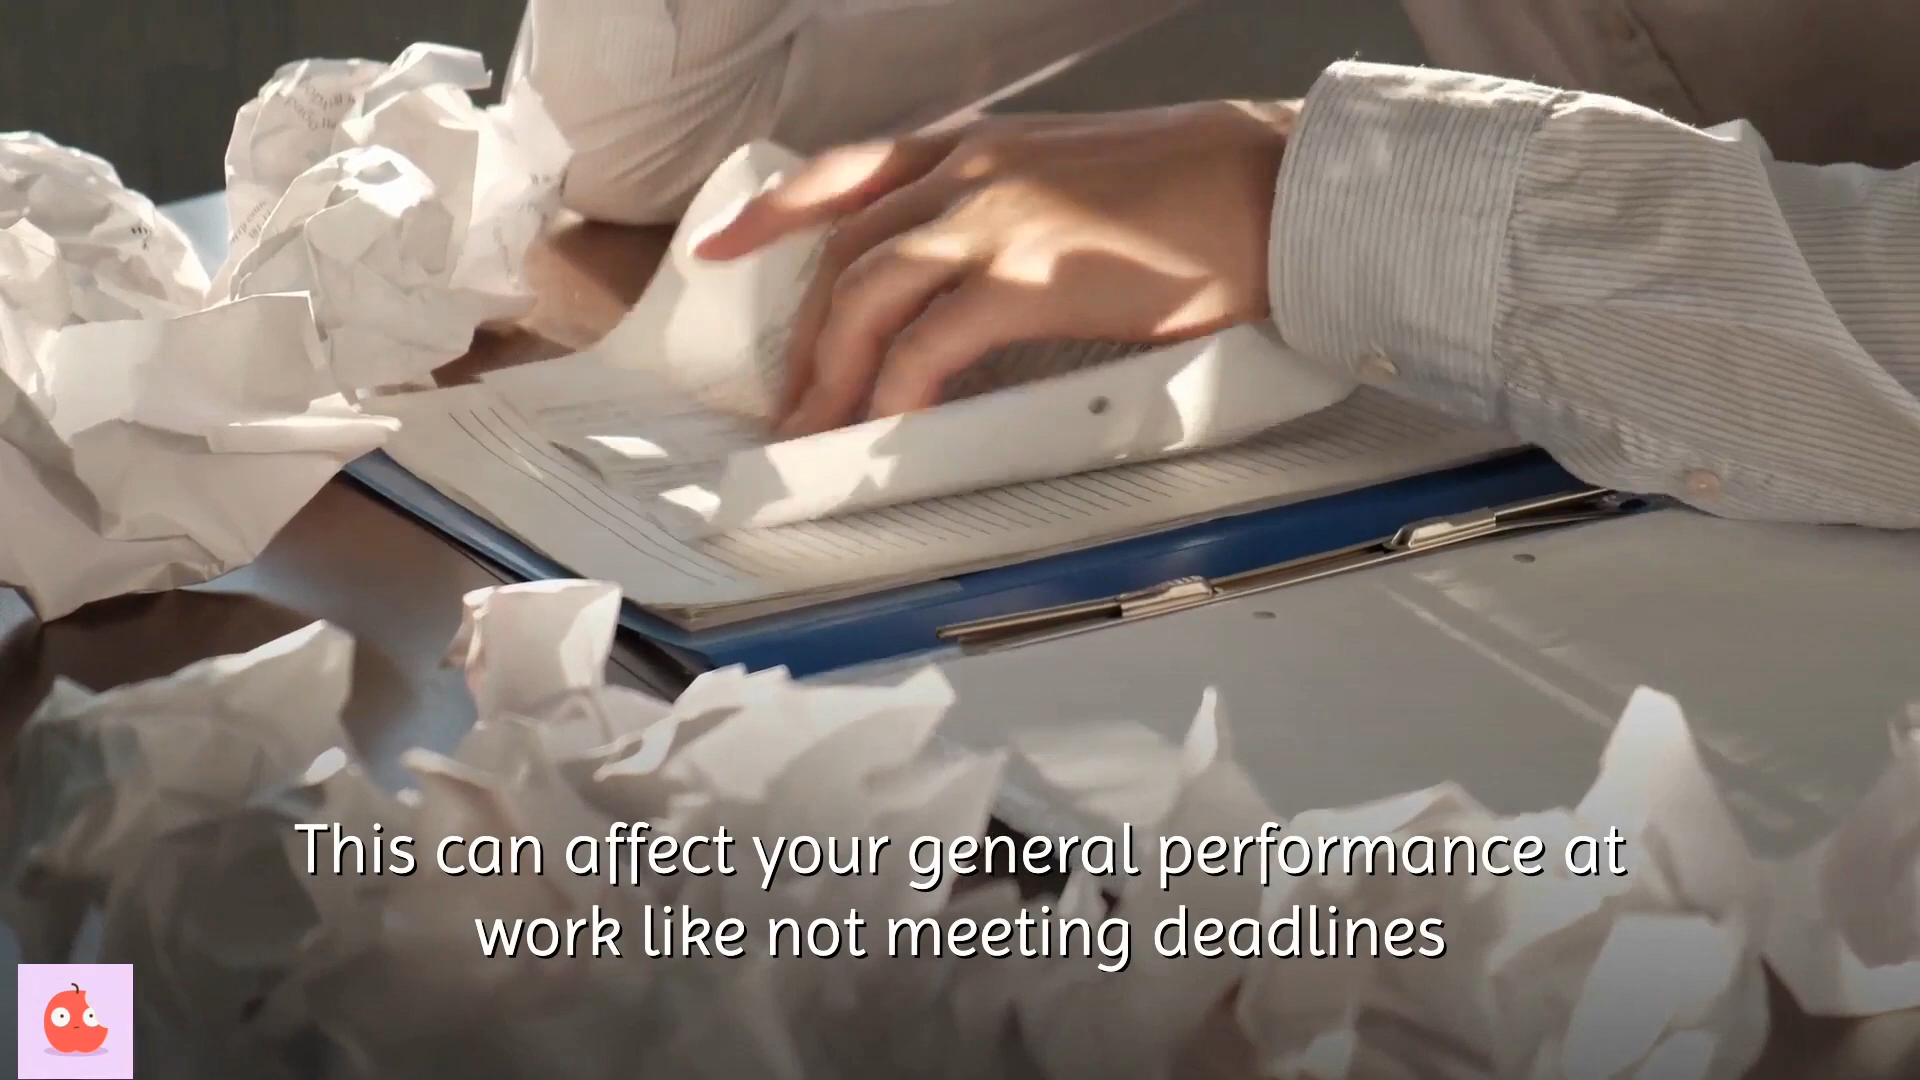 This can affect your general performance at
work like not meeting deadlines